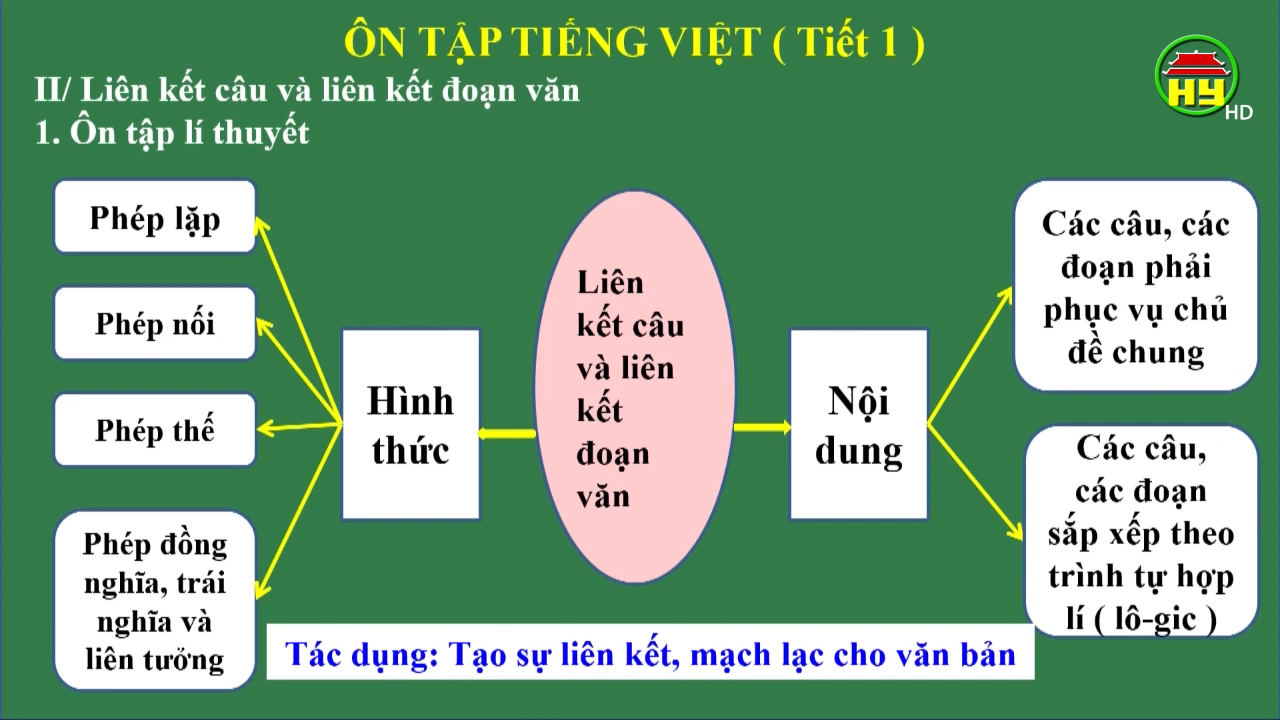 ÔN TẬP TIẾNG VIỆT ( Tiết 1 )
II/ Liên kết câu và liên kết đoạn văn
1. Ôn tập lí thuyết
HY
HD
Phép lặp
Phép nối
Phép thế
Phép đồng
nghĩa, trái
nghĩa và
liên tưởng
Hình
thức
Liên
kết câu
và liên
kết
đoạn
văn
Nội
dung
Các câu, các
đoạn phải
phục vụ chủ
đề chung
Các câu,
các đoạn
sắp xếp theo
trình tự hợp
lí ( lô-gic )
Tác dụng: Tạo sự liên kết, mạch lạc cho văn bản